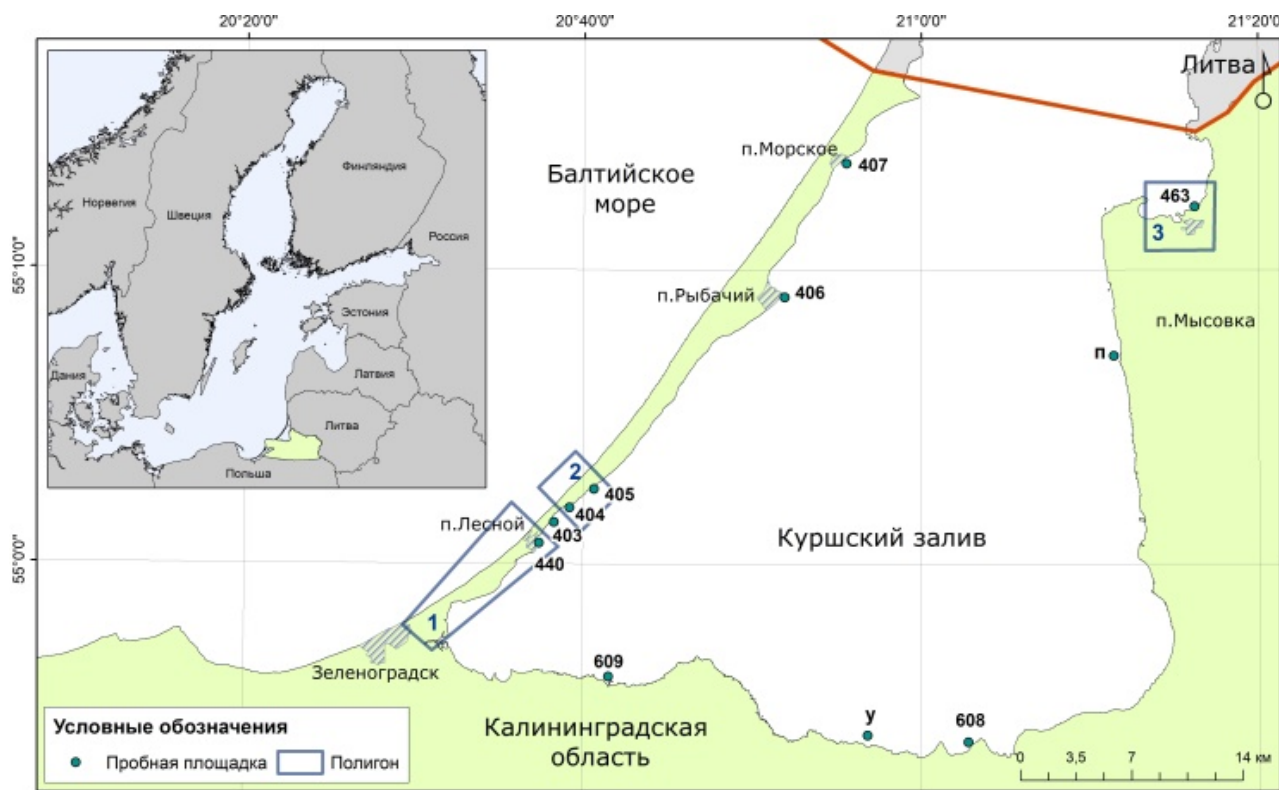 20°20'0"
20°40'0"
21°0'0"
21°20'0"
55°10'0"
55°0'0"
Финляндия
Норвегия
Швеция
Россия
Эстония
Дания
Латвия
Литва
Польша
Литва
п.Морское
407
Балтийское
море
463
3
п.Рыбачий
406
п.Мысовка
п
2
405
п.Лесной
404
403
440
Куршский залив
1
Зеленоградск
609
Калининградская
область
у
608
Условные обозначения
Пробная площадка
Полигон
0 3,5 7 14 км